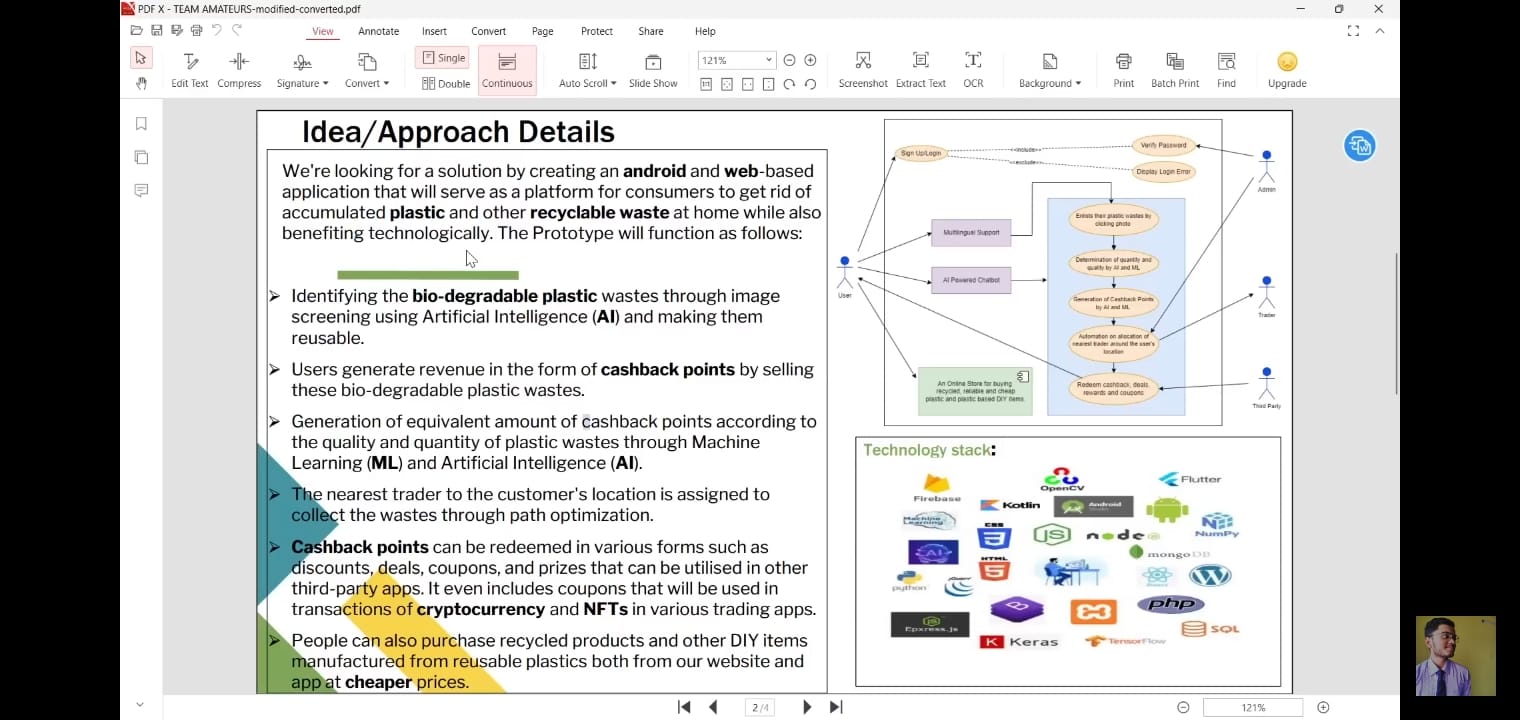 PDF X - TEAM AMATEURS-modified-converted.pdf
View Annotate Insert Convert Page Protect Share Help
Edit Text Compress Signature Convert Single Double Continuous Auto Scroll Slide Show 121% Screenshot Extract Text OCR Background Print Batch Print Find Upgrade
Idea/Approach Details
We're looking for a solution by creating an android and web-based
application that will serve as a platform for consumers to get rid of
accumulated plastic and other recyclable waste at home while also
benefiting technologically. The Prototype will function as follows:
➢ Identifying the bio-degradable plastic wastes through image
screening using Artificial Intelligence (AI) and making them
reusable.
➢ Users generate revenue in the form of cashback points by selling
these bio-degradable plastic wastes.
➢ Generation of equivalent amount of cashback points according to
the quality and quantity of plastic wastes through Machine
Learning (ML) and Artificial Intelligence (AI).
➢ The nearest trader to the customer's location is assigned to
collect the wastes through path optimization.
➢ Cashback points can be redeemed in various forms such as
discounts, deals, coupons, and prizes that can be utilised in other
third-party apps. It even includes coupons that will be used in
transactions of cryptocurrency and NFTs in various trading apps.
➢ People can also purchase recycled products and other DIY items
manufactured from reusable plastics both from our website and
app at cheaper prices.
Sign Up/Login
<<include>>
<<exclude>>
Verify Password
Display Login Error
Admin
Multilingual Support
AI Powered Chatbot
User
Enlists their plastic wastes by
clicking photo
Determination of quantity and
quality by AI and ML
Generation of Cashback Points
by AI and ML
Automation on allocation of
nearest trader around the user's
location
Redeem cashback, deals,
rewards and coupons
Trader
Third Party
An Online Store for buying
recycled, reliable and cheap
plastic and plastic based DIY items.
Technology stack:
Firebase
OpenCV
Flutter
Kotlin
Android
Studio
Machine
Learning
CSS
node
NumPy
AI
HTML
mongoDB
python
jQuery
React
php
Epxress.js
SQL
Keras
TensorFlow
2/4
121%